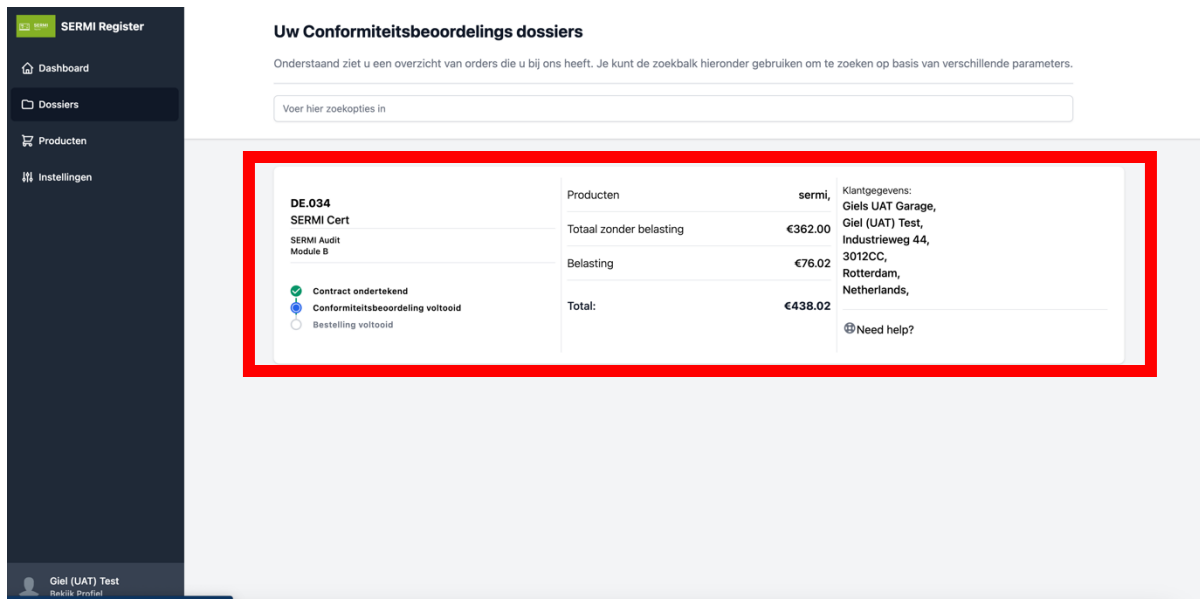 SERMI Register
Dashboard
Dossiers
Producten
Instellingen
Giel (UAT) Test
Bekijk Profiel
Uw Conformiteitsbeoordelings dossiers
Onderstaand ziet u een overzicht van orders die u bij ons heeft. Je kunt de zoekbalk hieronder gebruiken om te zoeken op basis van verschillende parameters.
Voer hier zoekopties in
DE.034
SERMI Cert
SERMI Audit
Module B
Contract ondertekend
Conformiteitsbeoordeling voltooid
Bestelling voltooid
Producten sermi,
Totaal zonder belasting €362.00
Belasting €76.02
Total: €438.02
Klantgegevens:
Giels UAT Garage,
Giel (UAT) Test,
Industrieweg 44,
3012CC,
Rotterdam,
Netherlands,
Need help?